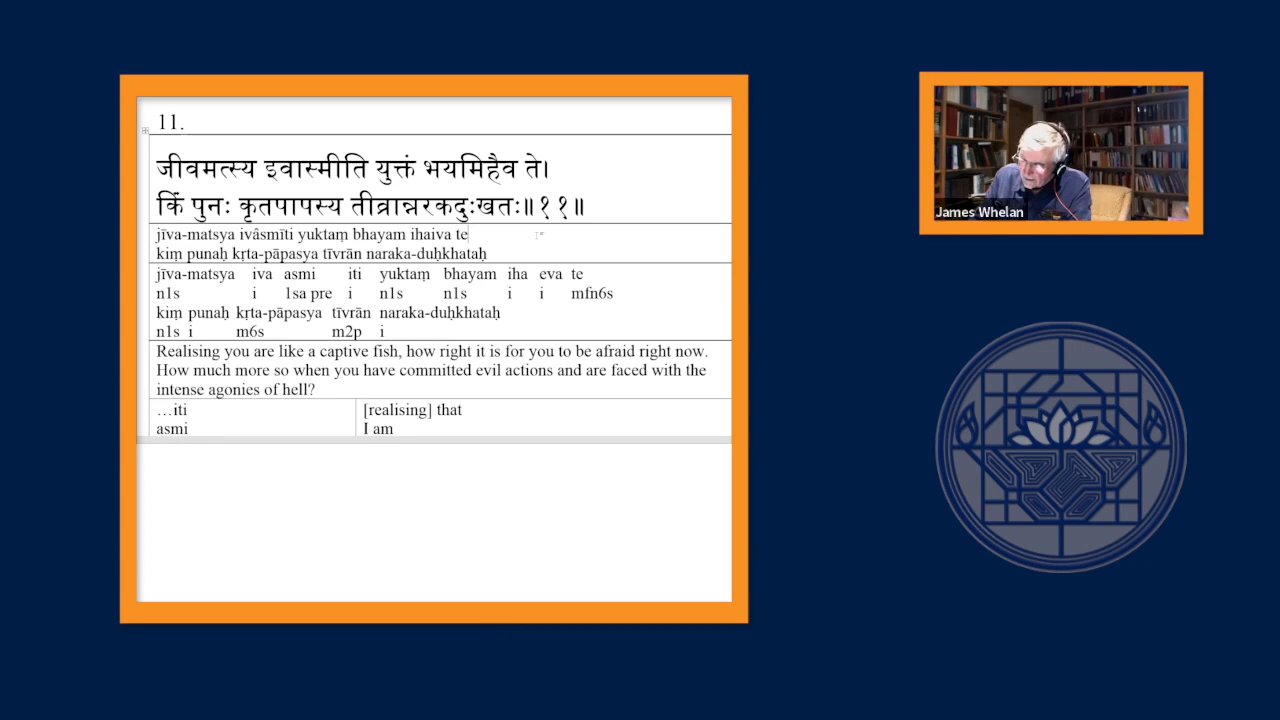 11.
जीवमत्स्य इवास्मीति युक्तं भयमिहैव ते।
किं पुनः कृतपापस्य तीव्रान्नरकदुःखतः॥११॥
jīva-matsya ivâsmīti yuktaṃ bhayam ihaiva te
kiṃ punaḥ kṛta-pāpasya tīvrān naraka-duḥkhataḥ
jīva-matsya iva asmi iti yuktaṃ bhayam iha eva te
n1s i 1sa pre i n1s n1s i i mfn6s
kiṃ punaḥ kṛta-pāpasya tīvrān naraka-duḥkhataḥ
n1s i m6s m2p i
Realising you are like a captive fish, how right it is for you to be afraid right now.
How much more so when you have committed evil actions and are faced with the
intense agonies of hell?
…iti [realising] that
asmi I am
James Whelan